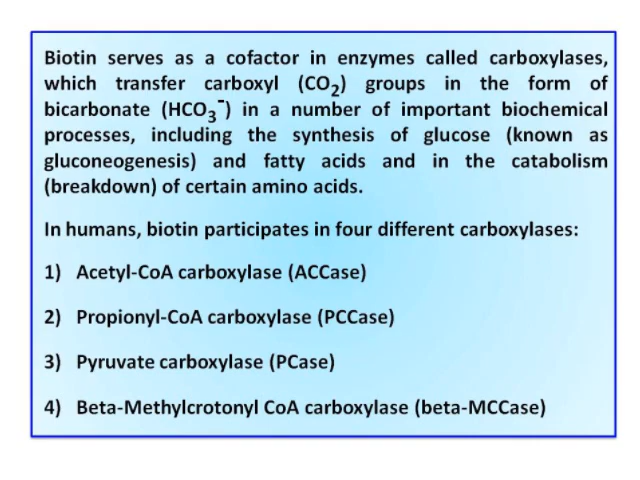 Biotin serves as a cofactor in enzymes called carboxylases,
which transfer carboxyl (CO₂) groups in the form of
bicarbonate (HCO₃⁻) in a number of important biochemical
processes, including the synthesis of glucose (known as
gluconeogenesis) and fatty acids and in the catabolism
(breakdown) of certain amino acids.
In humans, biotin participates in four different carboxylases:
1) Acetyl-CoA carboxylase (ACCase)
2) Propionyl-CoA carboxylase (PCCase)
3) Pyruvate carboxylase (PCase)
4) Beta-Methylcrotonyl CoA carboxylase (beta-MCCase)